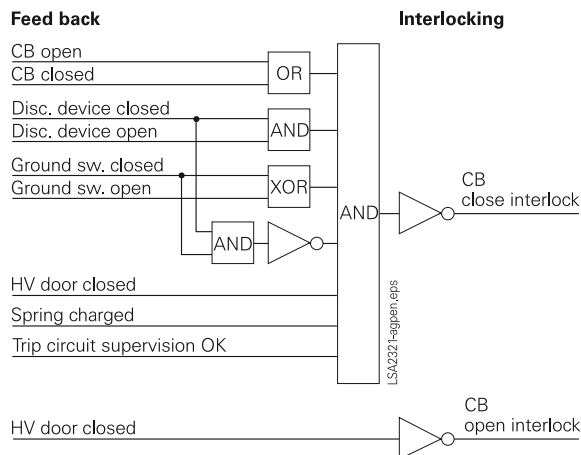 Feed back
Interlocking
CB open
CB closed
OR
Disc. device closed
Disc. device open
AND
Ground sw. closed
Ground sw. open
XOR
AND
AND
CB
close interlock
HV door closed
Spring charged
Trip circuit supervision OK
LSA2321-agpen.eps
HV door closed
CB
open interlock